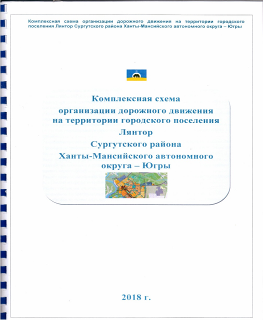 Комплексная схема организации дорожного движения на территории городского
поселения Лянтор Сургутского района Ханты-Мансийского автономного округа – Югры
Комплексная схема
организации дорожного движения
на территории городского поселения
Лянтор
Сургутского района
Ханты-Мансийского автономного
округа – Югры
2018 г.